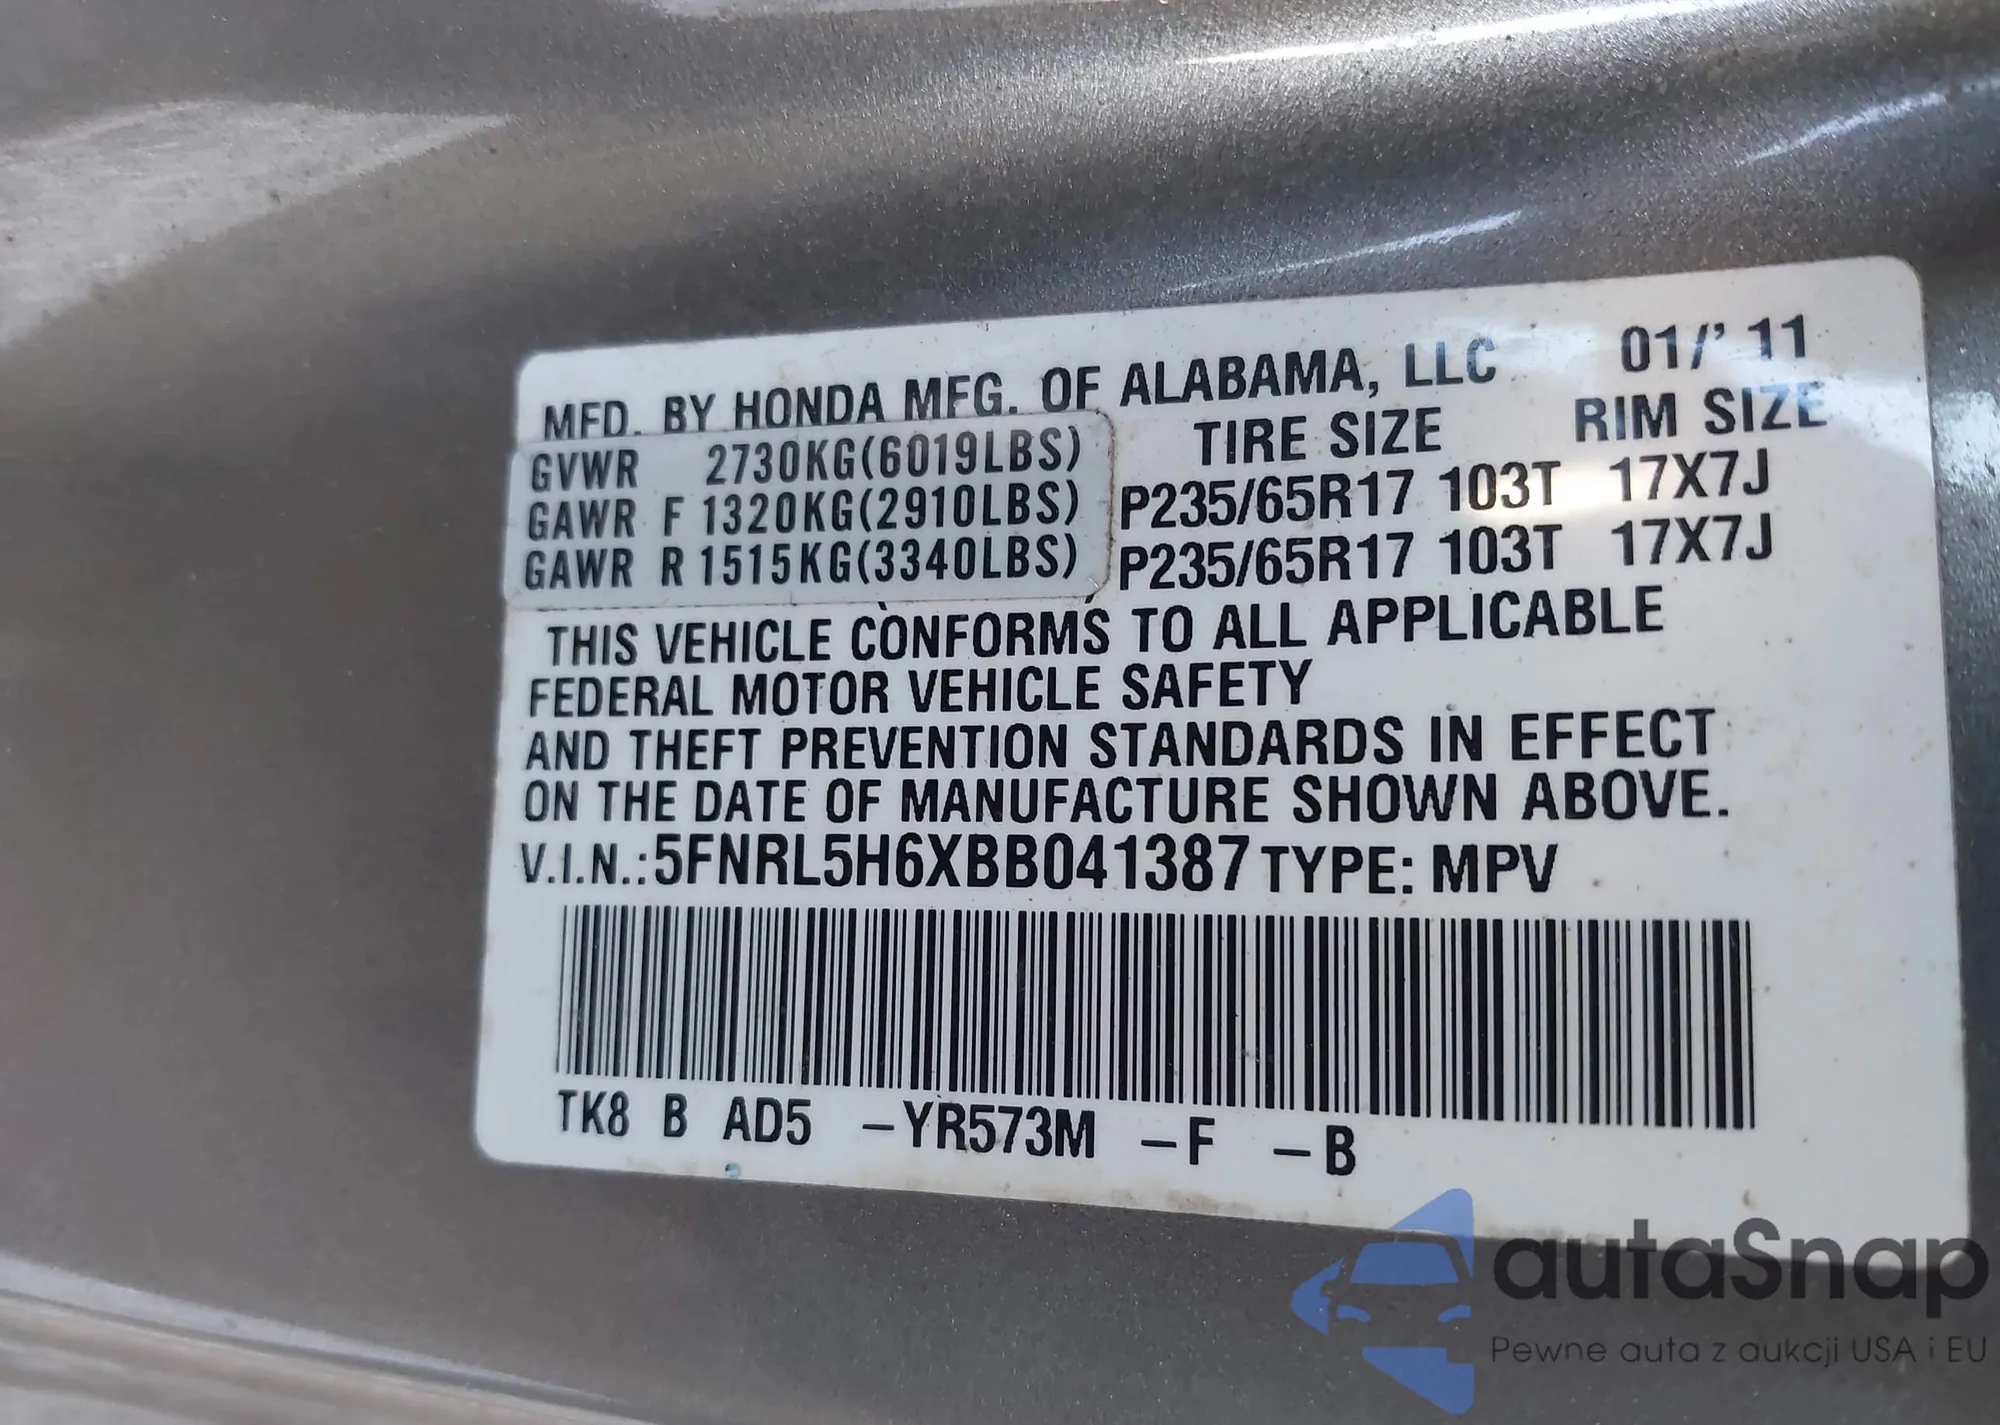 MFD. BY HONDA MFG. OF ALABAMA, LLC 01/'11
TIRE SIZE RIM SIZE
GVWR 2730KG(6019LBS)
GAWR F 1320KG(2910LBS) P235/65R17 103T 17X7J
GAWR R 1515KG(3340LBS) P235/65R17 103T 17X7J
THIS VEHICLE CONFORMS TO ALL APPLICABLE
FEDERAL MOTOR VEHICLE SAFETY
AND THEFT PREVENTION STANDARDS IN EFFECT
ON THE DATE OF MANUFACTURE SHOWN ABOVE.
V.I.N.:5FNRL5H6XBB041387 TYPE: MPV
TK8 B AD5 –YR573M –F –B
autaSnap
Pewne auta z aukcji USA i EU